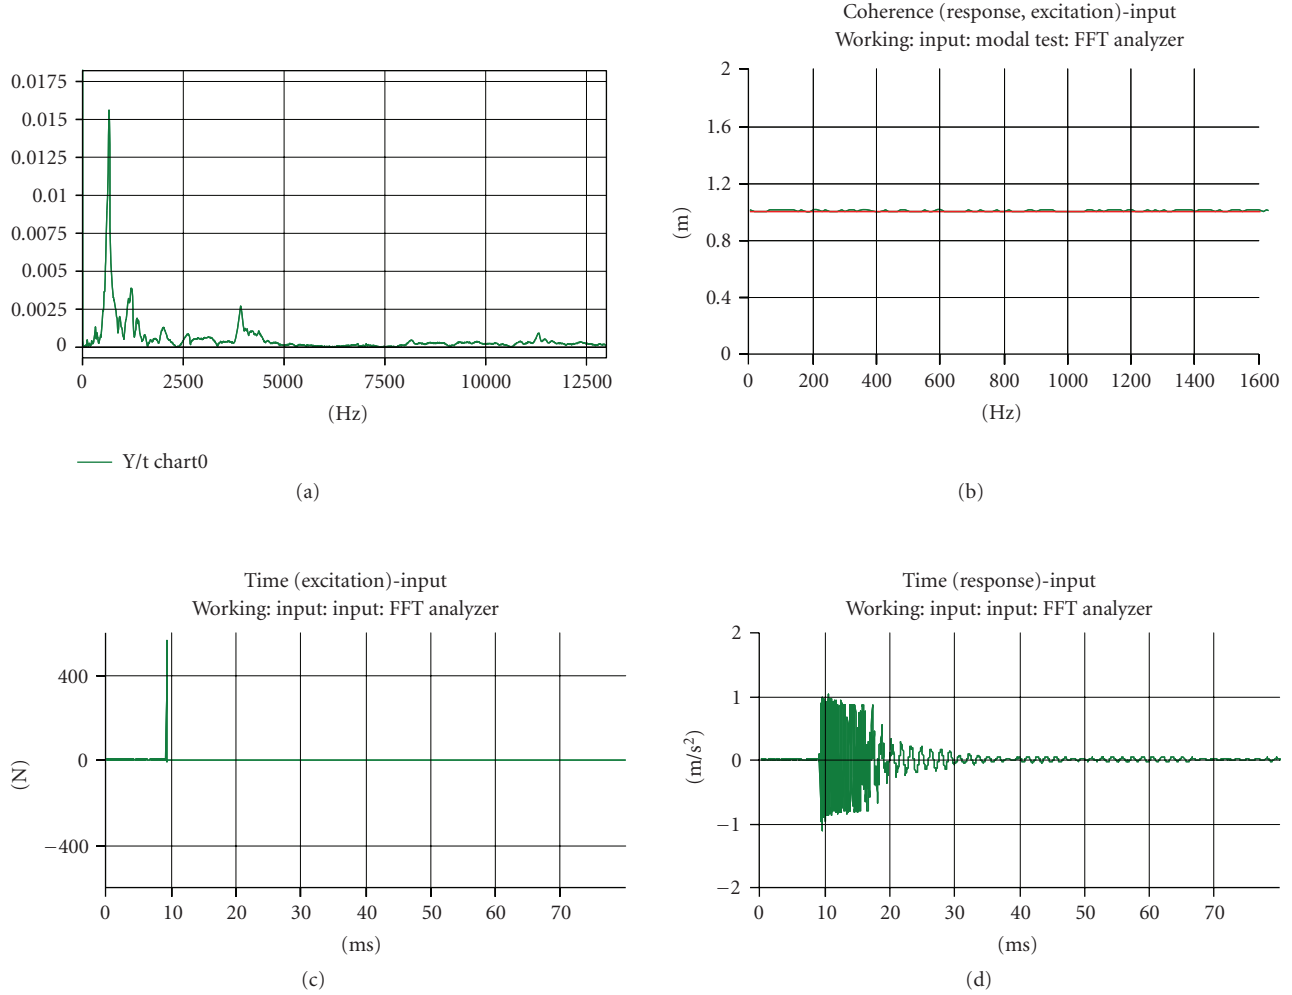 0.0175
0.015
0.0125
0.01
0.0075
0.005
0.0025
0
0 2500 5000 7500 10000 12500
(Hz)
Y/t chart0
(a)
Coherence (response, excitation)-input
Working: input: modal test: FFT analyzer
2
1.6
1.2
0.8
0.4
0
(m)
0 200 400 600 800 1000 1200 1400 1600
(Hz)
(b)
Time (excitation)-input
Working: input: input: FFT analyzer
400
0
−400
(N)
0 10 20 30 40 50 60 70
(ms)
(c)
Time (response)-input
Working: input: input: FFT analyzer
2
1
0
−1
−2
(m/s²)
0 10 20 30 40 50 60 70
(ms)
(d)